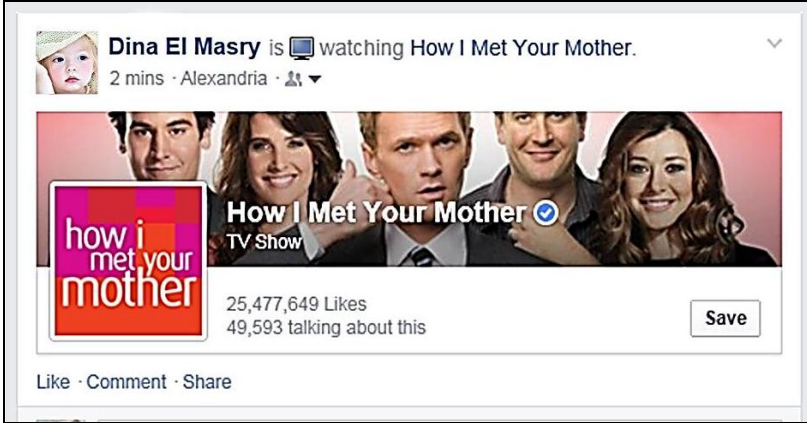 Dina El Masry is watching How I Met Your Mother.
2 mins · Alexandria ·
how i
met your
mother
How I Met Your Mother
TV Show
25,477,649 Likes
49,593 talking about this
Save
Like · Comment · Share